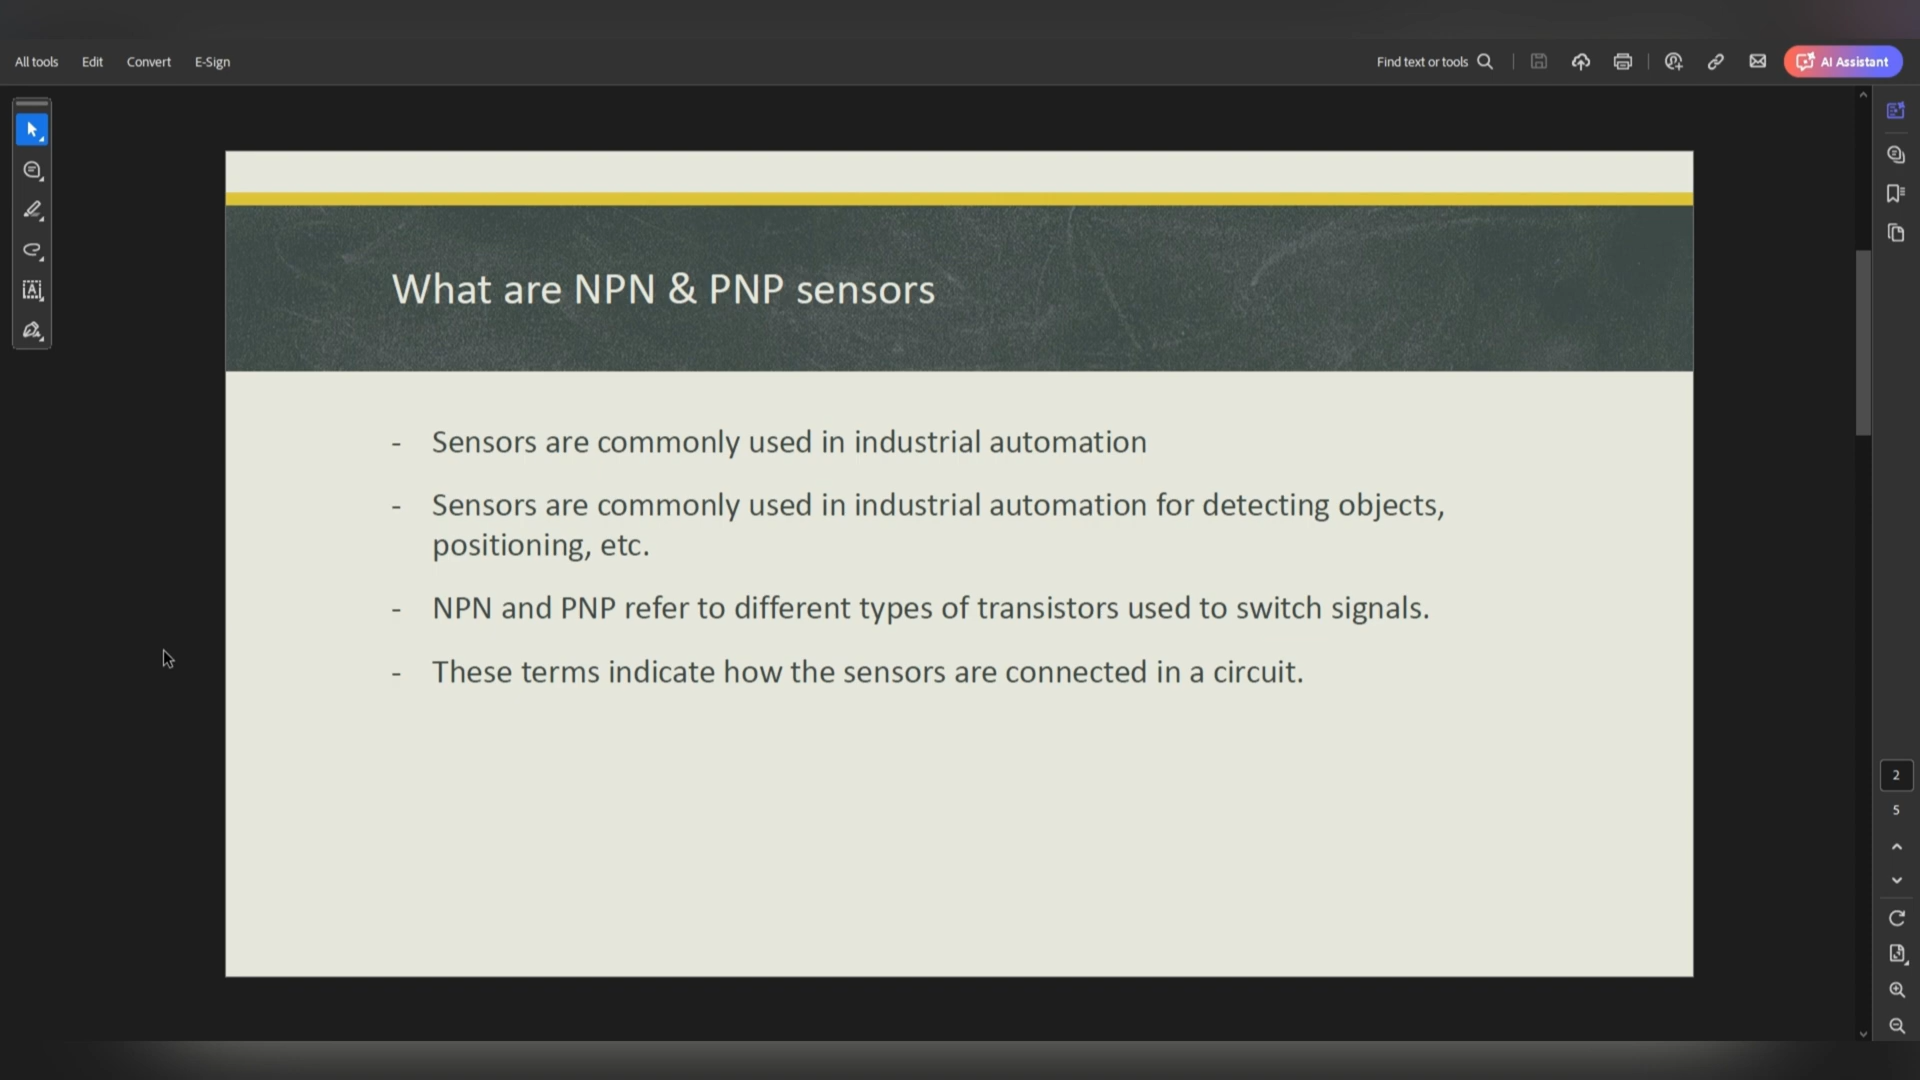 All tools Edit Convert E-Sign Find text or tools AI Assistant
What are NPN & PNP sensors
- Sensors are commonly used in industrial automation
- Sensors are commonly used in industrial automation for detecting objects,
positioning, etc.
- NPN and PNP refer to different types of transistors used to switch signals.
- These terms indicate how the sensors are connected in a circuit.
2
5